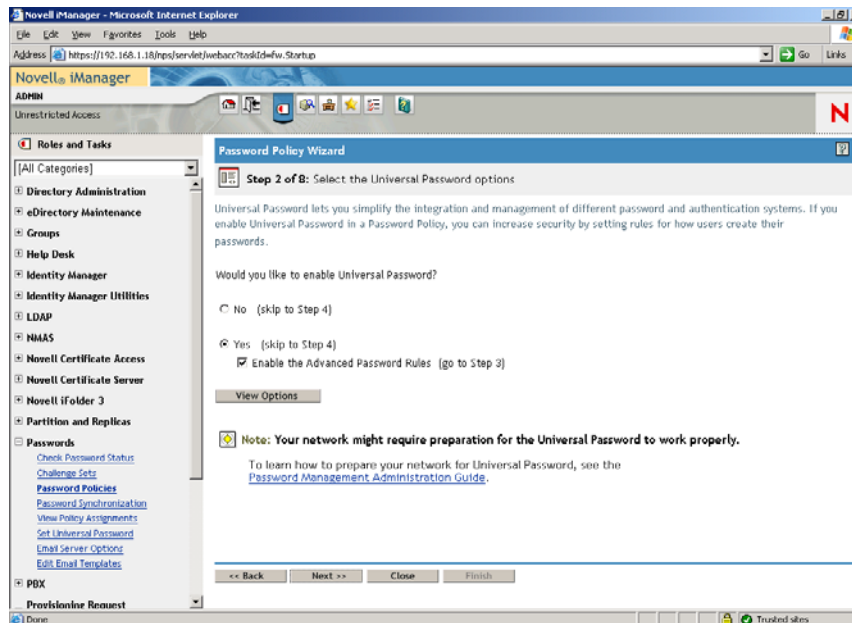 Novell iManager - Microsoft Internet Explorer
File Edit View Favorites Tools Help
Address https://192.168.1.18/nps/servlet/webacc?taskId=fw.Startup Go Links
Novell® iManager
ADMIN
Unrestricted Access
N
Roles and Tasks
[All Categories]
Directory Administration
eDirectory Maintenance
Groups
Help Desk
Identity Manager
Identity Manager Utilities
LDAP
NMAS
Novell Certificate Access
Novell Certificate Server
Novell iFolder 3
Partition and Replicas
Passwords
Check Password Status
Challenge Sets
Password Policies
Password Synchronization
View Policy Assignments
Set Universal Password
Email Server Options
Edit Email Templates
PBX
Provisioning Request
Password Policy Wizard
?
Step 2 of 8: Select the Universal Password options
Universal Password lets you simplify the integration and management of different password and authentication systems. If you
enable Universal Password in a Password Policy, you can increase security by setting rules for how users create their
passwords.
Would you like to enable Universal Password?
No (skip to Step 4)
Yes (skip to Step 4)
Enable the Advanced Password Rules (go to Step 3)
View Options
Note: Your network might require preparation for the Universal Password to work properly.
To learn how to prepare your network for Universal Password, see the
Password Management Administration Guide.
<< Back Next >> Close Finish
Done Trusted sites